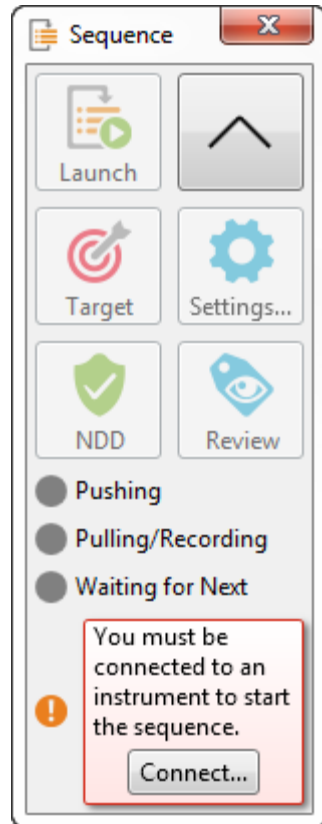 Sequence
Launch
Target
Settings...
NDD
Review
Pushing
Pulling/Recording
Waiting for Next
You must be
connected to an
instrument to start
the sequence.
Connect...